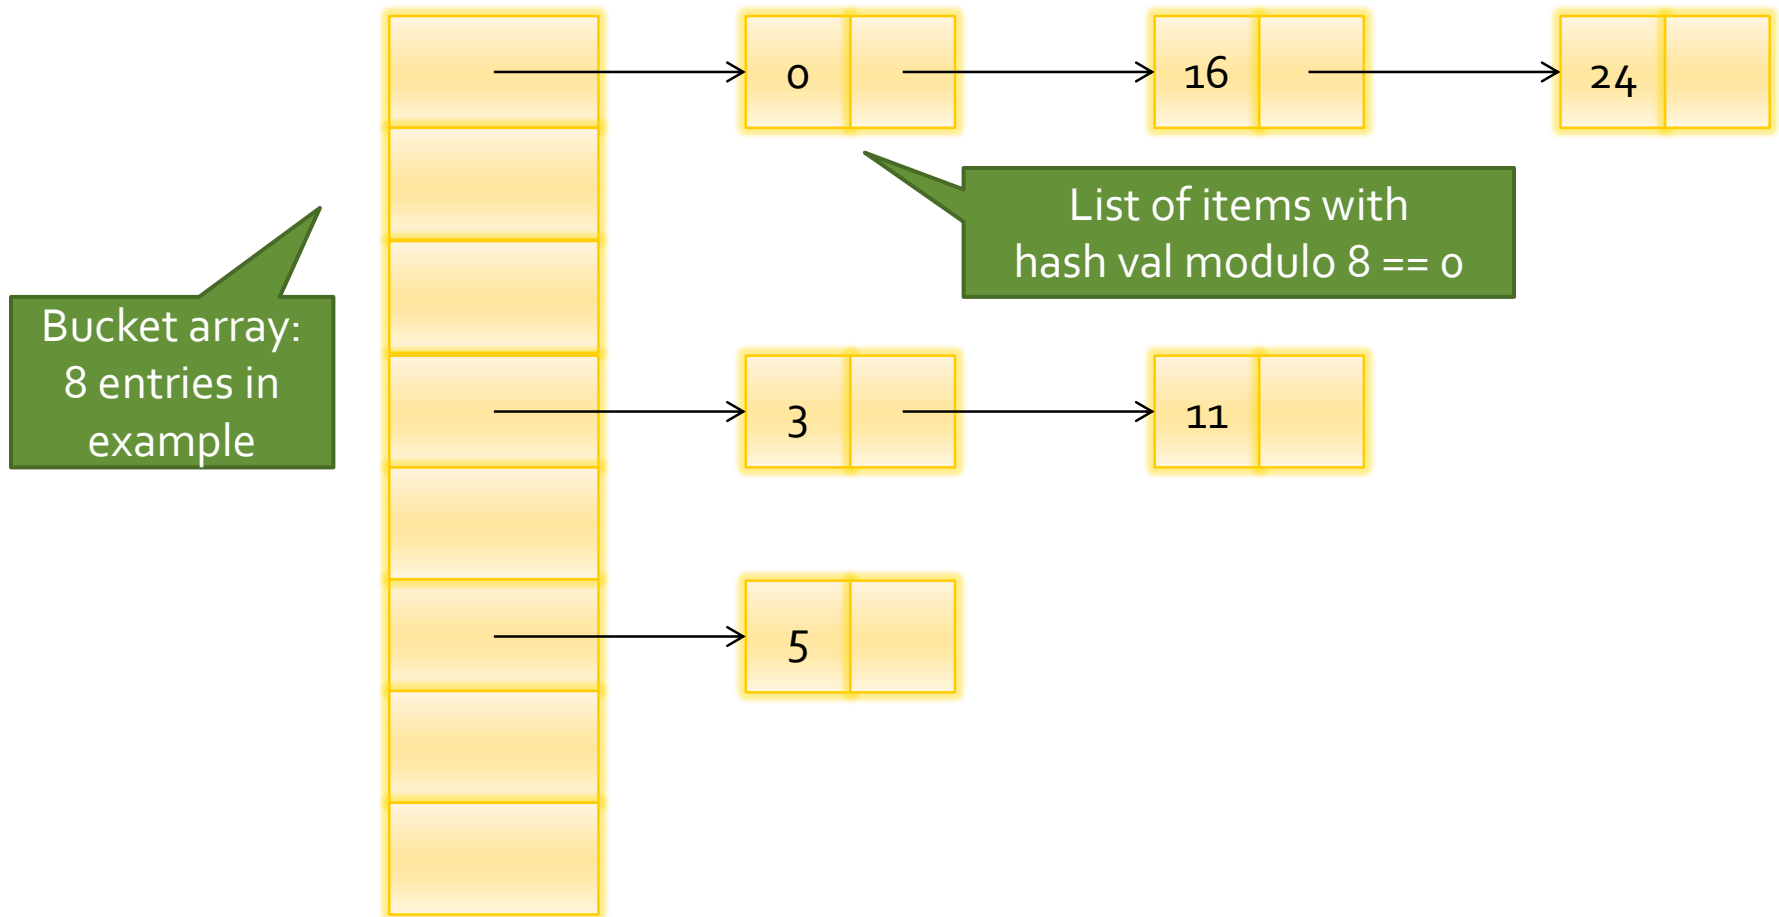 0
16
24
List of items with
hash val modulo 8 == 0
Bucket array:
8 entries in
example
3
11
5